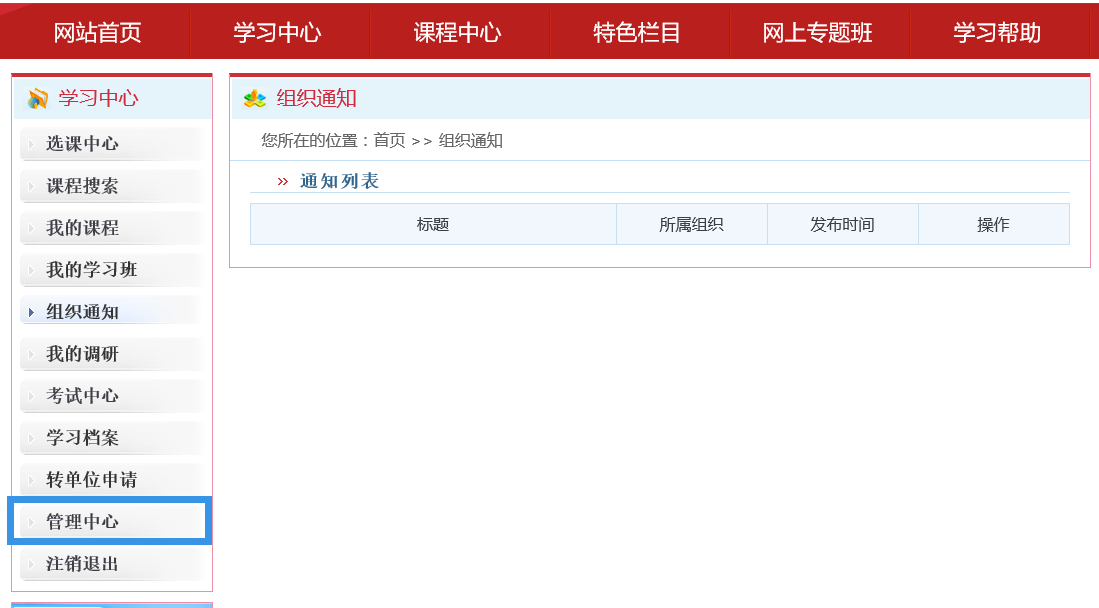 网站首页 学习中心 课程中心 特色栏目 网上专题班 学习帮助
学习中心
选课中心
课程搜索
我的课程
我的学习班
组织通知
我的调研
考试中心
学习档案
转单位申请
管理中心
注销退出
组织通知
您所在的位置：首页 >> 组织通知
» 通知列表
标题 所属组织 发布时间 操作